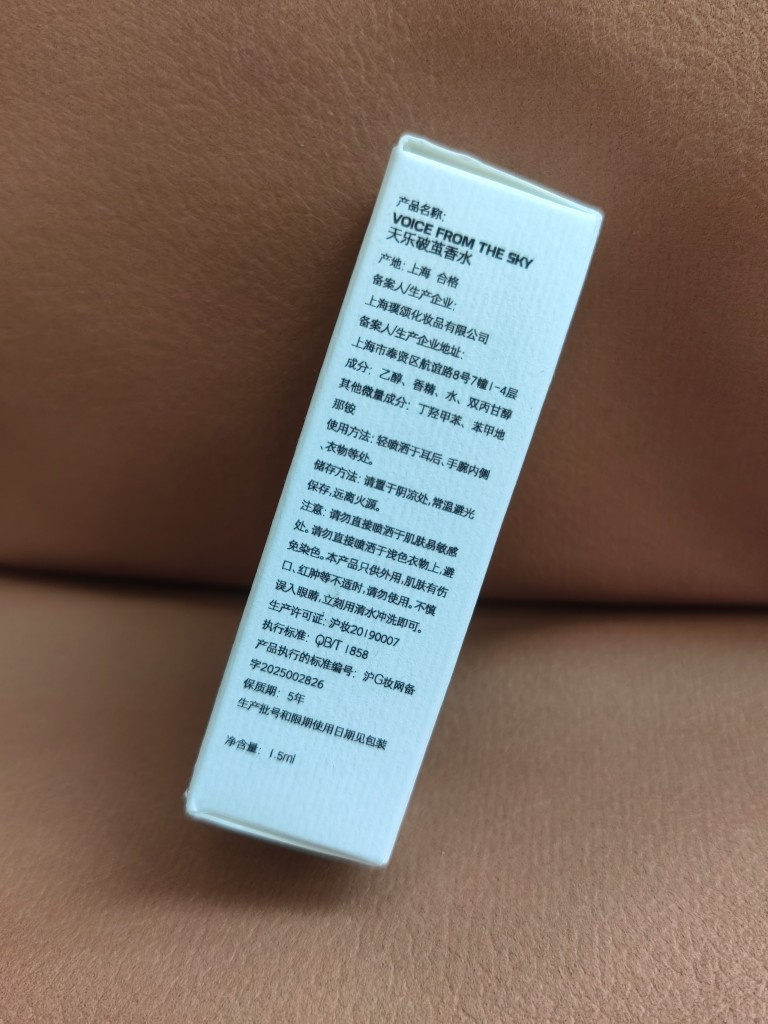 产品名称:
VOICE FROM THE SKY
天乐破茧香水
产地: 上海 合格
备案人/生产企业:
上海璞颂化妆品有限公司
备案人/生产企业地址:
上海市奉贤区航谊路8号7幢1-4层
成分: 乙醇、香精、水、双丙甘醇
其他微量成分: 丁羟甲苯、苯甲地
那铵
使用方法: 轻喷洒于耳后、手腕内侧
、衣物等处。
储存方法: 请置于阴凉处,常温避光
保存,远离火源。
注意: 请勿直接喷洒于肌肤易敏感
处。请勿直接喷洒于浅色衣物上,避
免染色。本产品只供外用,肌肤有伤
口、红肿等不适时,请勿使用。不慎
误入眼睛,立刻用清水冲洗即可。
生产许可证: 沪妆20190007
执行标准: QB/T 1858
产品执行的标准编号: 沪G妆网备
字2025002826
保质期: 5年
生产批号和限期使用日期见包装
净含量: 1.5ml